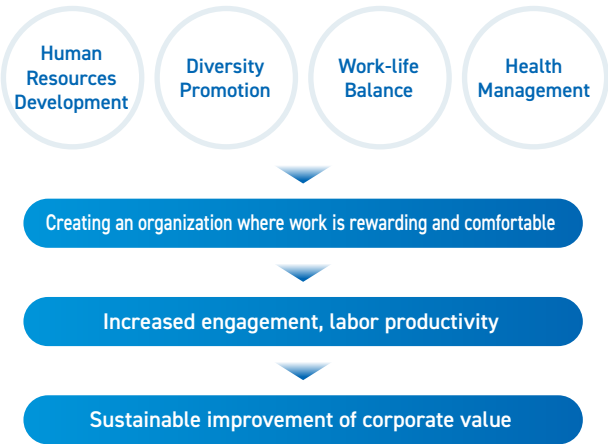 Human
Resources
Development
Diversity
Promotion
Work-life
Balance
Health
Management
Creating an organization where work is rewarding and comfortable
Increased engagement, labor productivity
Sustainable improvement of corporate value